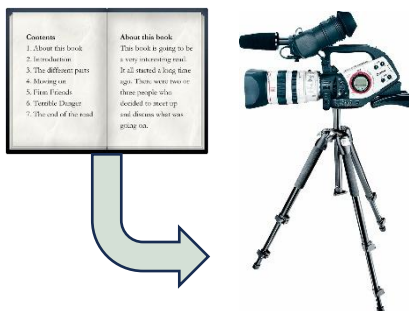 Contents
1. About this book
2. Introduction
3. The different parts
4. Moving on
5. Firm Friends
6. Terrible Danger
7. The end of the road
About this book
This book is going to be
a very interesting read.
It all started a long time
ago. There were two or
three people who
decided to meet up
and discuss what was
going on.